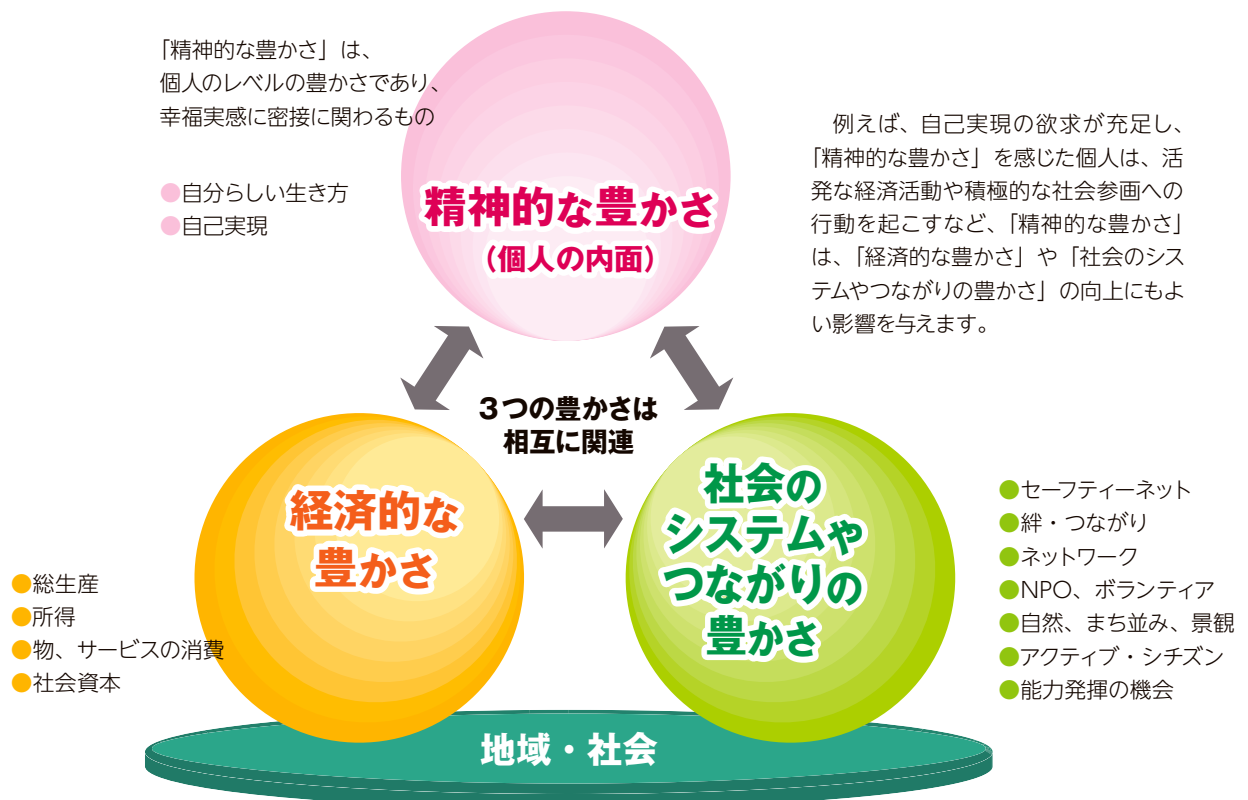 「精神的な豊かさ」は、
個人のレベルの豊かさであり、
幸福実感に密接に関わるもの
●自分らしい生き方
●自己実現
精神的な豊かさ
（個人の内面）
　例えば、自己実現の欲求が充足し、
「精神的な豊かさ」を感じた個人は、活
発な経済活動や積極的な社会参画への
行動を起こすなど、「精神的な豊かさ」
は、「経済的な豊かさ」や「社会のシス
テムやつながりの豊かさ」の向上にもよ
い影響を与えます。
３つの豊かさは
相互に関連
経済的な
豊かさ
●総生産
●所得
●物、サービスの消費
●社会資本
社会の
システムや
つながりの
豊かさ
●セーフティーネット
●絆・つながり
●ネットワーク
●NPO、ボランティア
●自然、まち並み、景観
●アクティブ・シチズン
●能力発揮の機会
地域・社会